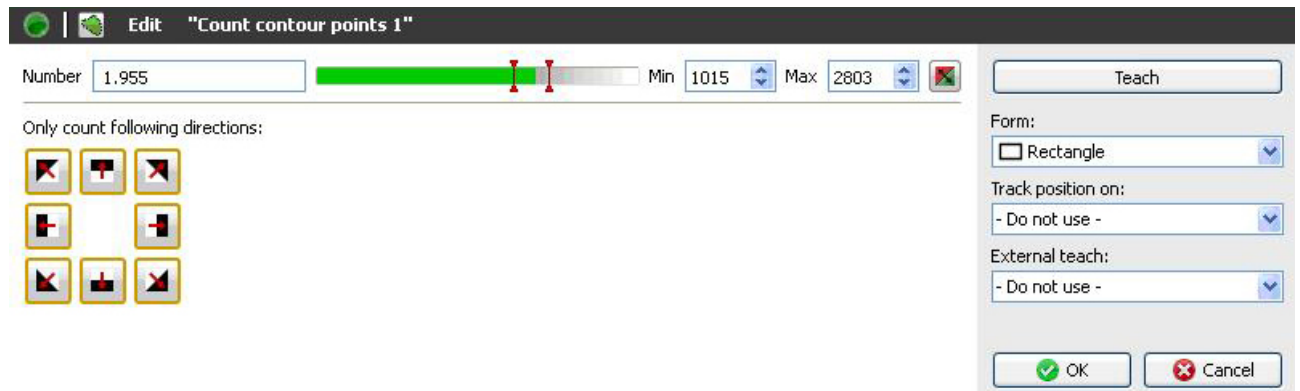 Edit "Count contour points 1"
Number 1.955 Min 1015 Max 2803
Only count following directions:
Teach
Form:
Rectangle
Track position on:
- Do not use -
External teach:
- Do not use -
OK Cancel